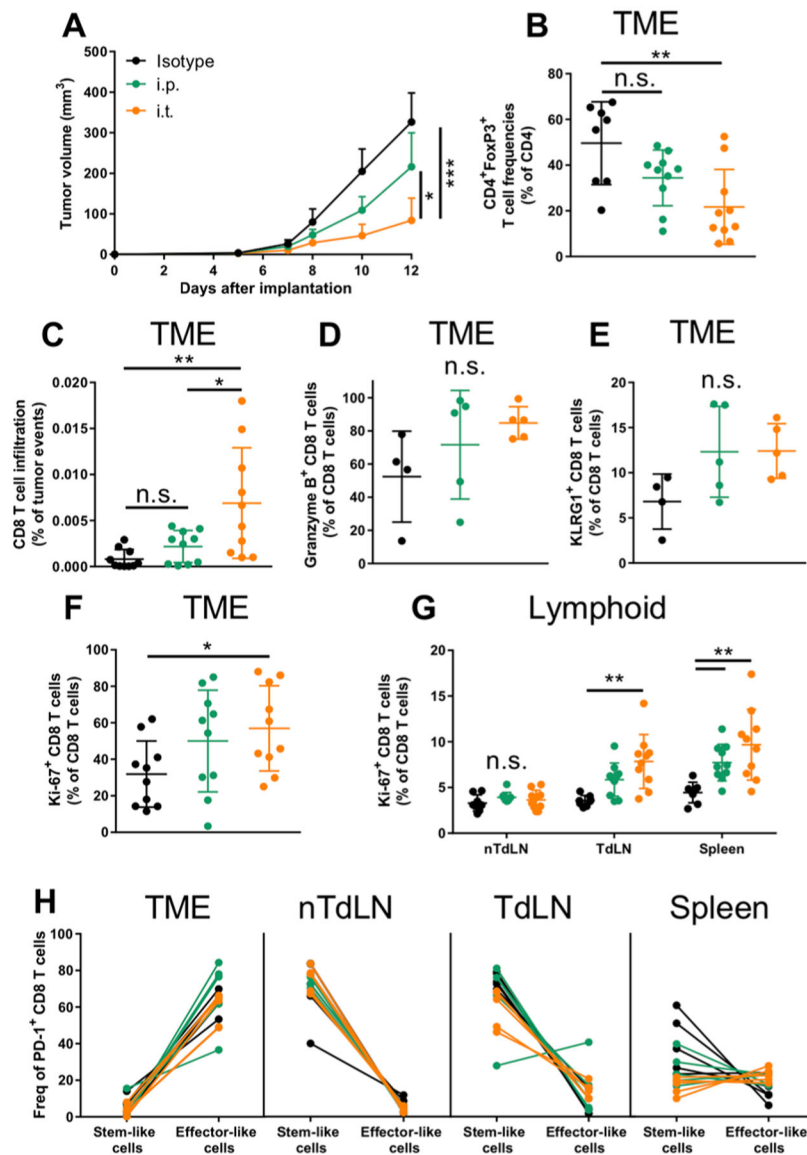 A
Tumor volume (mm³)
500
400
300
200
100
0
Isotype
i.p.
i.t.
***
*
0 2 4 6 8 10 12
Days after implantation
B
TME
**
n.s.
CD4⁺FoxP3⁺
T cell frequencies
(% of CD4)
80
60
40
20
0
C
TME
**
*
n.s.
CD8 T cell infiltration
(% of tumor events)
0.020
0.015
0.010
0.005
0.000
D
TME
n.s.
Granzyme B⁺ CD8 T cells
(% of CD8 T cells)
100
80
60
40
20
0
E
TME
n.s.
KLRG1⁺ CD8 T cells
(% of CD8 T cells)
20
15
10
5
0
F
TME
*
Ki-67⁺ CD8 T cells
(% of CD8 T cells)
100
80
60
40
20
0
G
Lymphoid
**
**
n.s.
Ki-67⁺ CD8 T cells
(% of CD8 T cells)
20
15
10
5
0
nTdLN TdLN Spleen
H
TME nTdLN TdLN Spleen
Freq of PD-1⁺ CD8 T cells
100
80
60
40
20
0
Stem-like Effector-like Stem-like Effector-like Stem-like Effector-like Stem-like Effector-like
cells cells cells cells cells cells cells cells